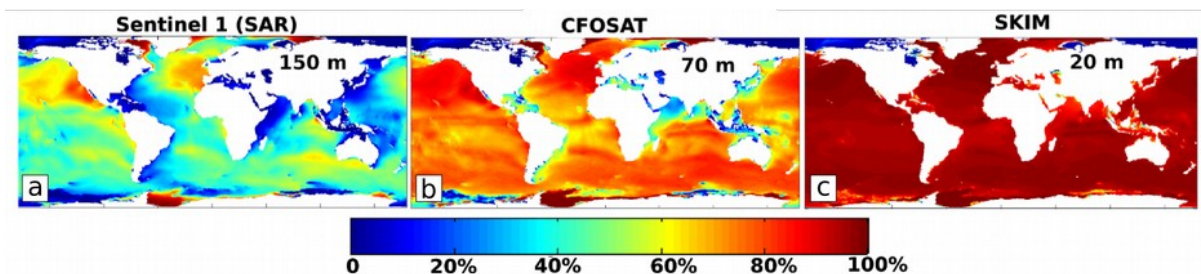 Sentinel 1 (SAR)
CFOSAT
SKIM
150 m
70 m
20 m
a
b
c
0 20% 40% 60% 80% 100%